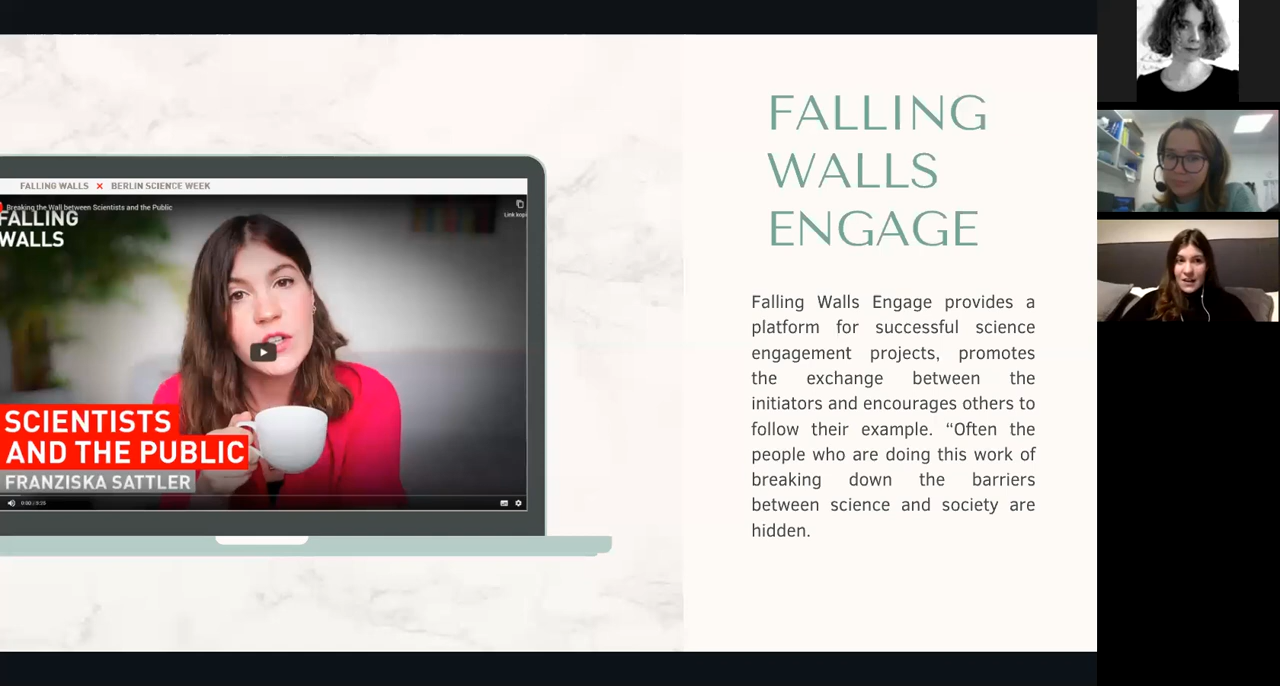 FALLING WALLS × BERLIN SCIENCE WEEK
Breaking the Wall between Scientists and the Public
FALLING
WALLS
SCIENTISTS
AND THE PUBLIC
FRANZISKA SATTLER
FALLING
WALLS
ENGAGE
Falling Walls Engage provides a
platform for successful science
engagement projects, promotes
the exchange between the
initiators and encourages others to
follow their example. “Often the
people who are doing this work of
breaking down the barriers
between science and society are
hidden.